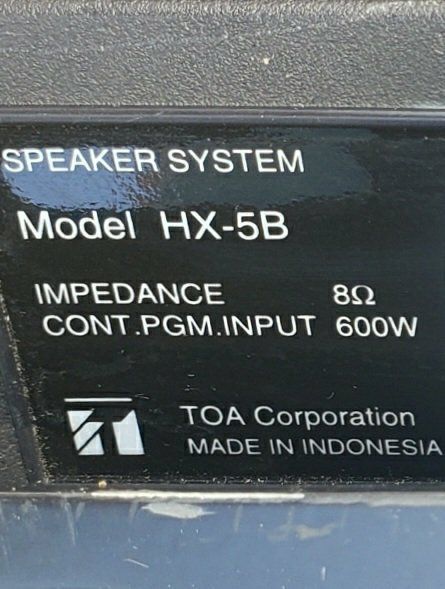 SPEAKER SYSTEM
Model HX-5B
IMPEDANCE 8Ω
CONT.PGM.INPUT 600W
TOA Corporation
MADE IN INDONESIA